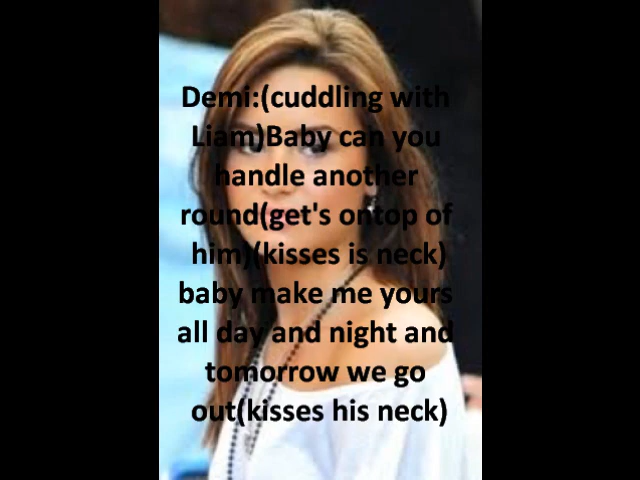 Demi:(cuddling with
Liam)Baby can you
handle another
round(get's ontop of
him)(kisses is neck)
baby make me yours
all day and night and
tomorrow we go
out(kisses his neck)